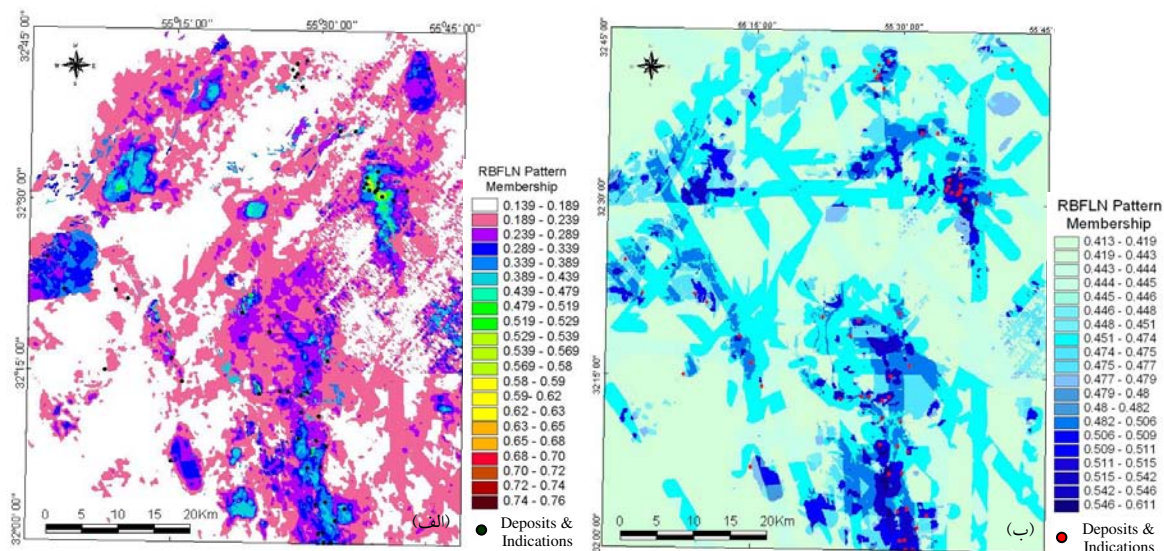 55°15'00"
55°30'00"
55°45'00"
32°45'00"
32°30'00"
32°15'00"
32°00'00"
RBFLN Pattern
Membership
0.139 - 0.189
0.189 - 0.239
0.239 - 0.289
0.289 - 0.339
0.339 - 0.389
0.389 - 0.439
0.439 - 0.479
0.479 - 0.519
0.519 - 0.529
0.529 - 0.539
0.539 - 0.569
0.569 - 0.58
0.58 - 0.59
0.59- 0.62
0.62 - 0.63
0.63 - 0.65
0.65 - 0.68
0.68 - 0.70
0.70 - 0.72
0.72 - 0.74
0.74 - 0.76
Deposits &
Indications
(الف)
0 5 10 15 20Km
55°15'00"
55°30'00"
55°45'
32°45'00"
32°30'00"
32°15'00"
32°00'00"
RBFLN Pattern
Membership
0.413 - 0.419
0.419 - 0.443
0.443 - 0.444
0.444 - 0.445
0.445 - 0.446
0.446 - 0.448
0.448 - 0.451
0.451 - 0.474
0.474 - 0.475
0.475 - 0.477
0.477 - 0.479
0.479 - 0.48
0.48 - 0.482
0.482 - 0.506
0.506 - 0.509
0.509 - 0.511
0.511 - 0.515
0.515 - 0.542
0.542 - 0.546
0.546 - 0.611
Deposits &
Indications
(ب)
0 5 10 15 20Km